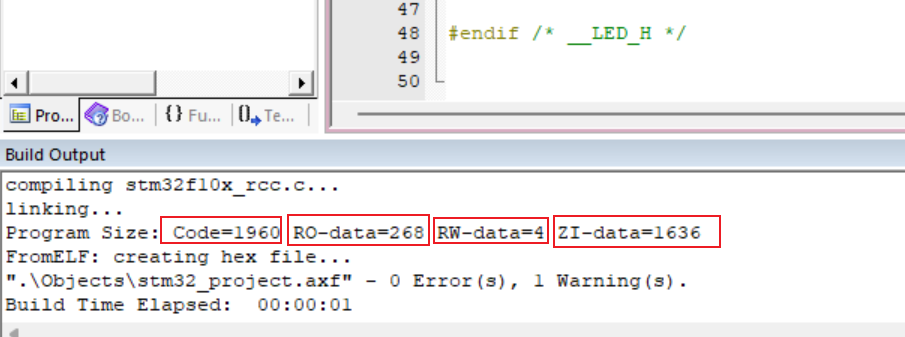 47
48 #endif /* __LED_H */
49
50
Pro... Bo... {} Fu... Te...
Build Output
compiling stm32f10x_rcc.c...
linking...
Program Size: Code=1960 RO-data=268 RW-data=4 ZI-data=1636
FromELF: creating hex file...
".\Objects\stm32_project.axf" - 0 Error(s), 1 Warning(s).
Build Time Elapsed:  00:00:01